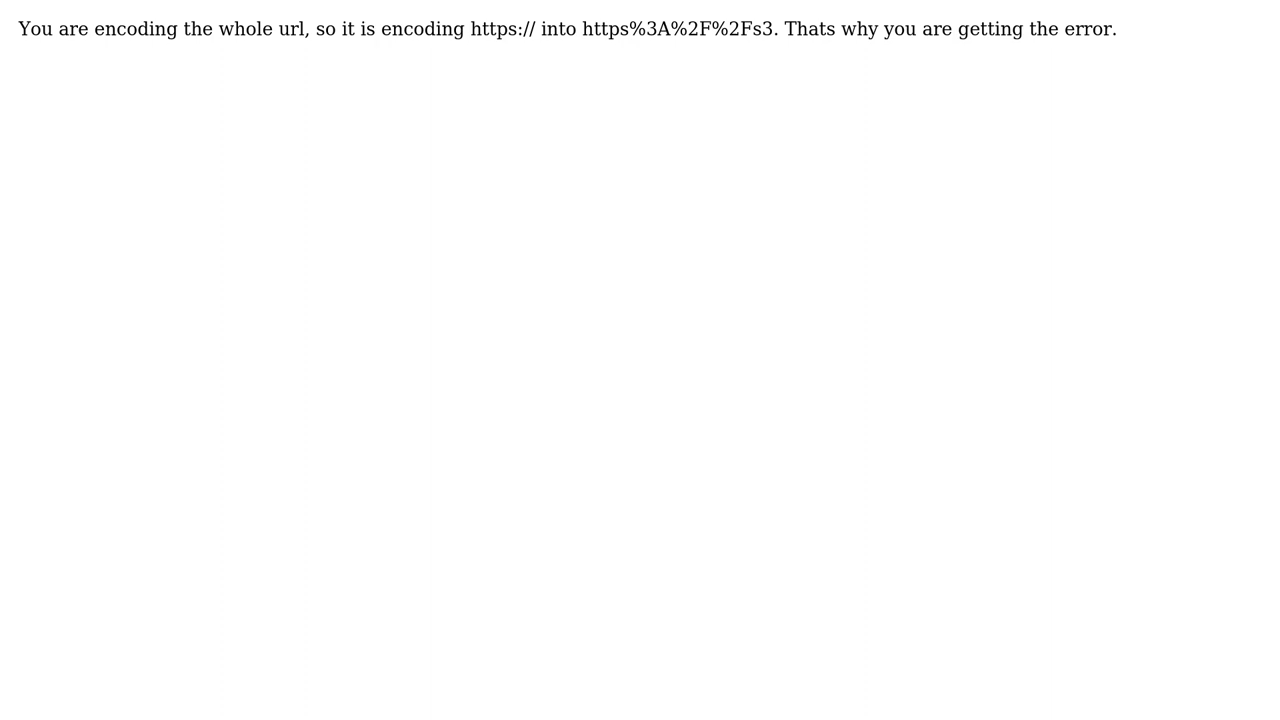 You are encoding the whole url, so it is encoding https:// into https%3A%2F%2Fs3. Thats why you are getting the error.